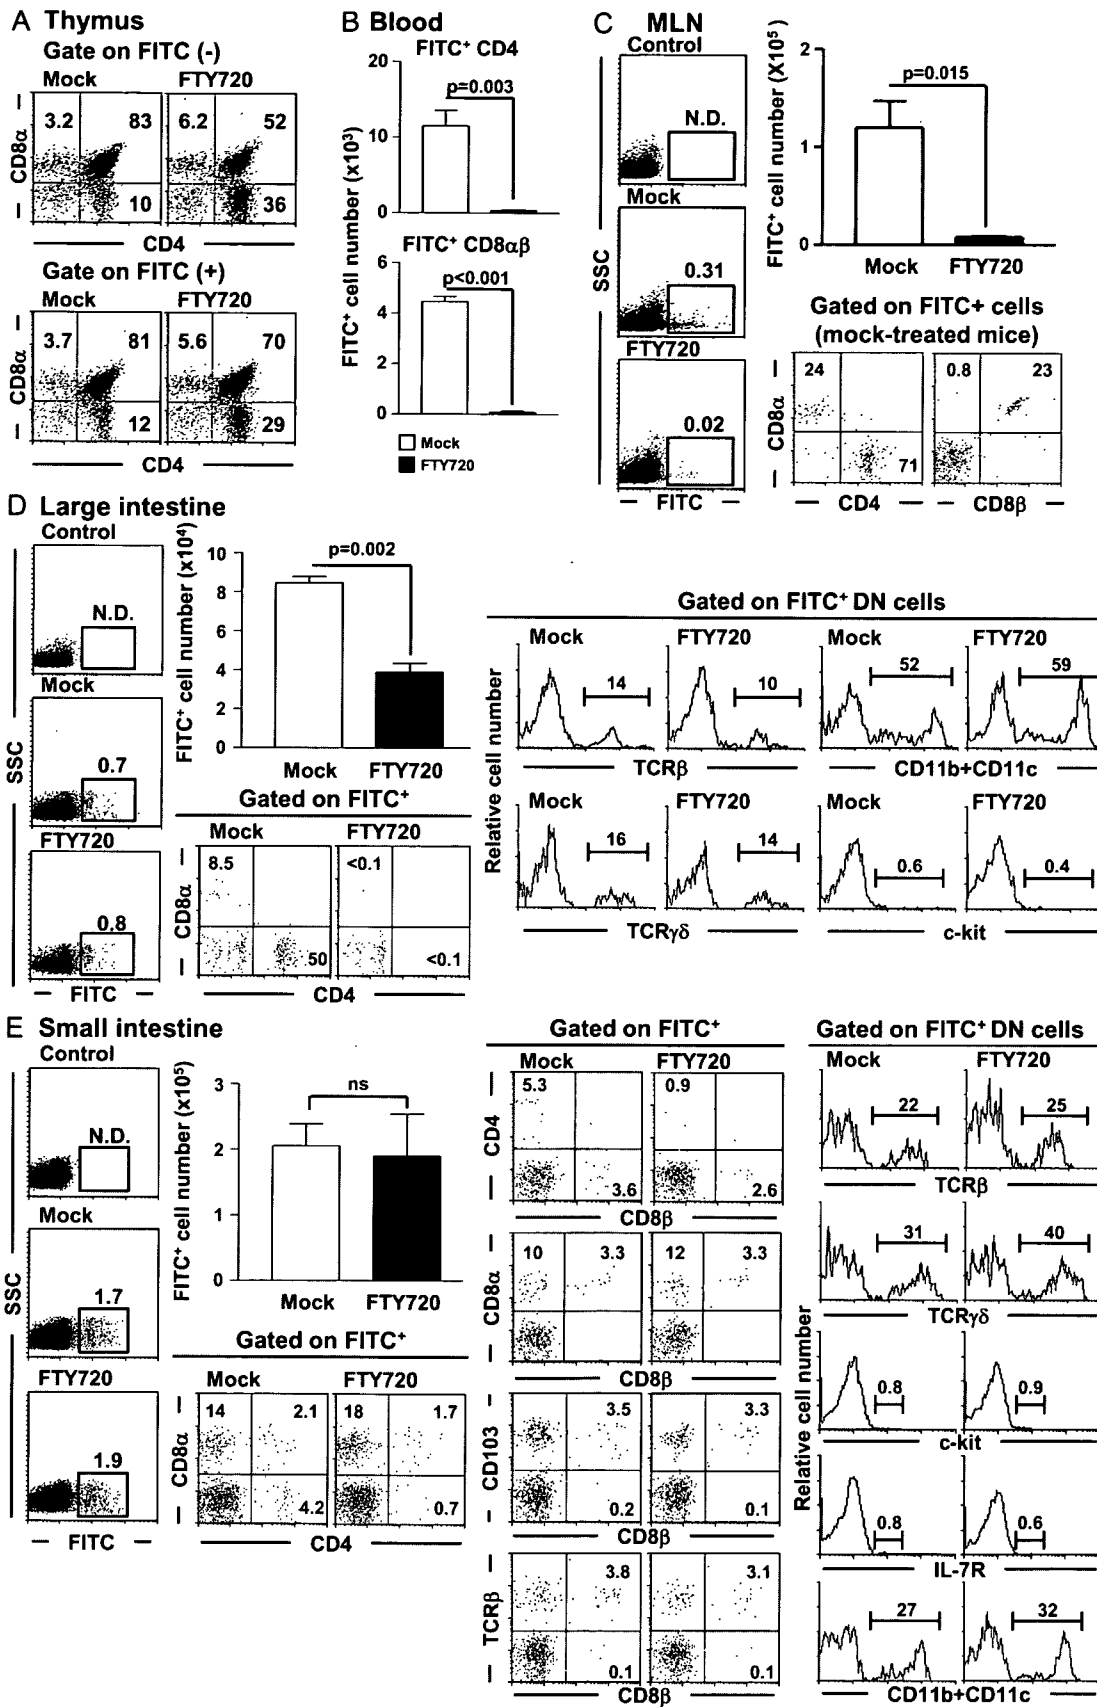 A Thymus
Gate on FITC (-)
Mock FTY720
3.2 83 6.2 52
10 36
CD8α
CD4
Gate on FITC (+)
Mock FTY720
3.7 81 5.6 70
12 29
CD8α
CD4
B Blood
FITC⁺ CD4
20
p=0.003
10
0
FITC⁺ CD8αβ
6
p<0.001
4
2
0
FITC⁺ cell number (x10³)
Mock
FTY720
C MLN
Control
N.D.
Mock
0.31
FTY720
0.02
SSC
FITC
FITC⁺ cell number (X10⁵)
2
p=0.015
1
0
Mock FTY720
Gated on FITC+ cells
(mock-treated mice)
24 0.8 23
71
CD8α
CD4 CD8β
D Large intestine
Control
N.D.
Mock
0.7
FTY720
0.8
SSC
FITC
FITC⁺ cell number (x10⁴)
10
p=0.002
8
6
4
2
0
Mock FTY720
Gated on FITC⁺
Mock FTY720
8.5 <0.1
50 <0.1
CD8α
CD4
Gated on FITC⁺ DN cells
Mock FTY720 Mock FTY720
14 10 52 59
TCRβ CD11b+CD11c
Mock FTY720 Mock FTY720
16 14 0.6 0.4
TCRγδ c-kit
Relative cell number
E Small intestine
Control
N.D.
Mock
1.7
FTY720
1.9
SSC
FITC
FITC⁺ cell number (x10⁵)
3
ns
2
1
0
Mock FTY720
Gated on FITC⁺
Mock FTY720
14 2.1 18 1.7
4.2 0.7
CD8α
CD4
Gated on FITC⁺
Mock FTY720
5.3 0.9
3.6 2.6
CD4
CD8β
10 3.3 12 3.3
CD8α
CD8β
3.5 3.3
0.2 0.1
CD103
CD8β
3.8 3.1
0.1 0.1
TCRβ
CD8β
Gated on FITC⁺ DN cells
Mock FTY720
22 25
TCRβ
31 40
TCRγδ
0.8 0.9
c-kit
0.8 0.6
IL-7R
27 32
CD11b+CD11c
Relative cell number